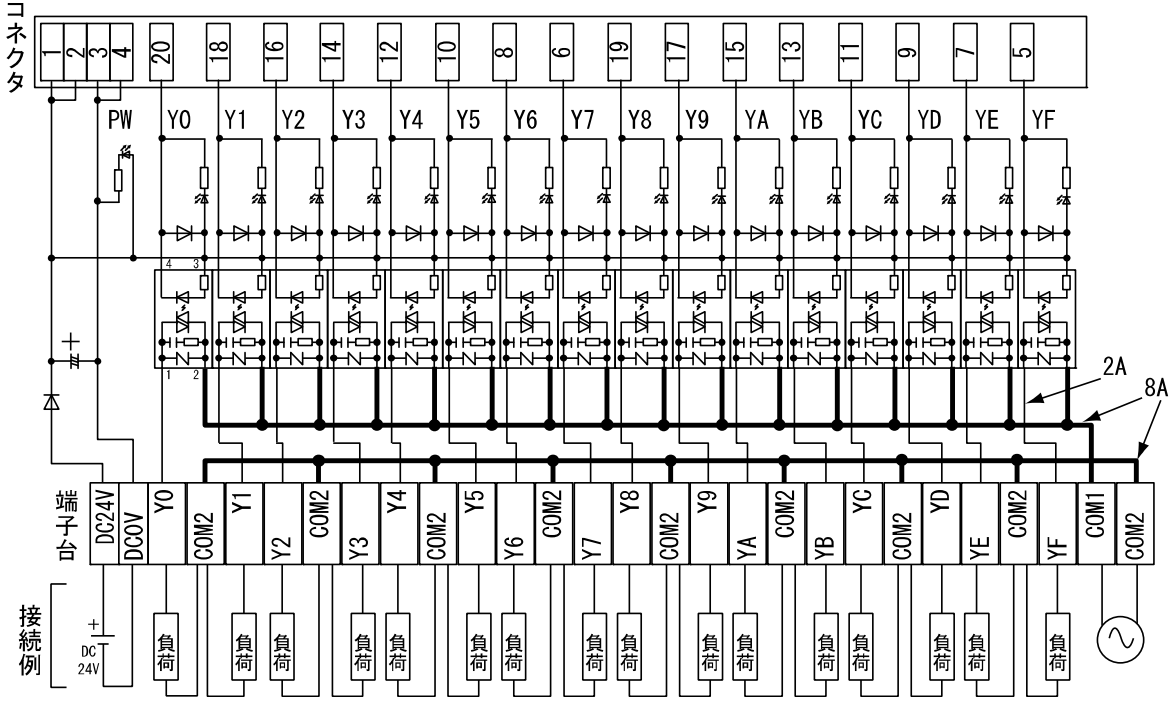 コネクタ
1 2 3 4 20 18 16 14 12 10 8 6 19 17 15 13 11 9 7 5
PW Y0 Y1 Y2 Y3 Y4 Y5 Y6 Y7 Y8 Y9 YA YB YC YD YE YF
4 3
+
1 2
2A
8A
端子台
DC24V DC0V Y0 COM2 Y1 Y2 COM2 Y3 Y4 COM2 Y5 Y6 COM2 Y7 Y8 COM2 Y9 YA COM2 YB YC COM2 YD YE COM2 YF COM1 COM2
接続例
+
DC
24V
負荷 負荷 負荷 負荷 負荷 負荷 負荷 負荷 負荷 負荷 負荷 負荷 負荷 負荷 負荷 負荷